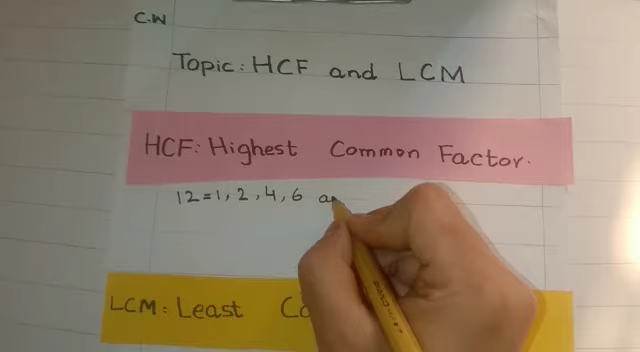 C.W
Topic: HCF and LCM
HCF: Highest Common Factor.
12=1, 2, 4, 6
LCM: Least